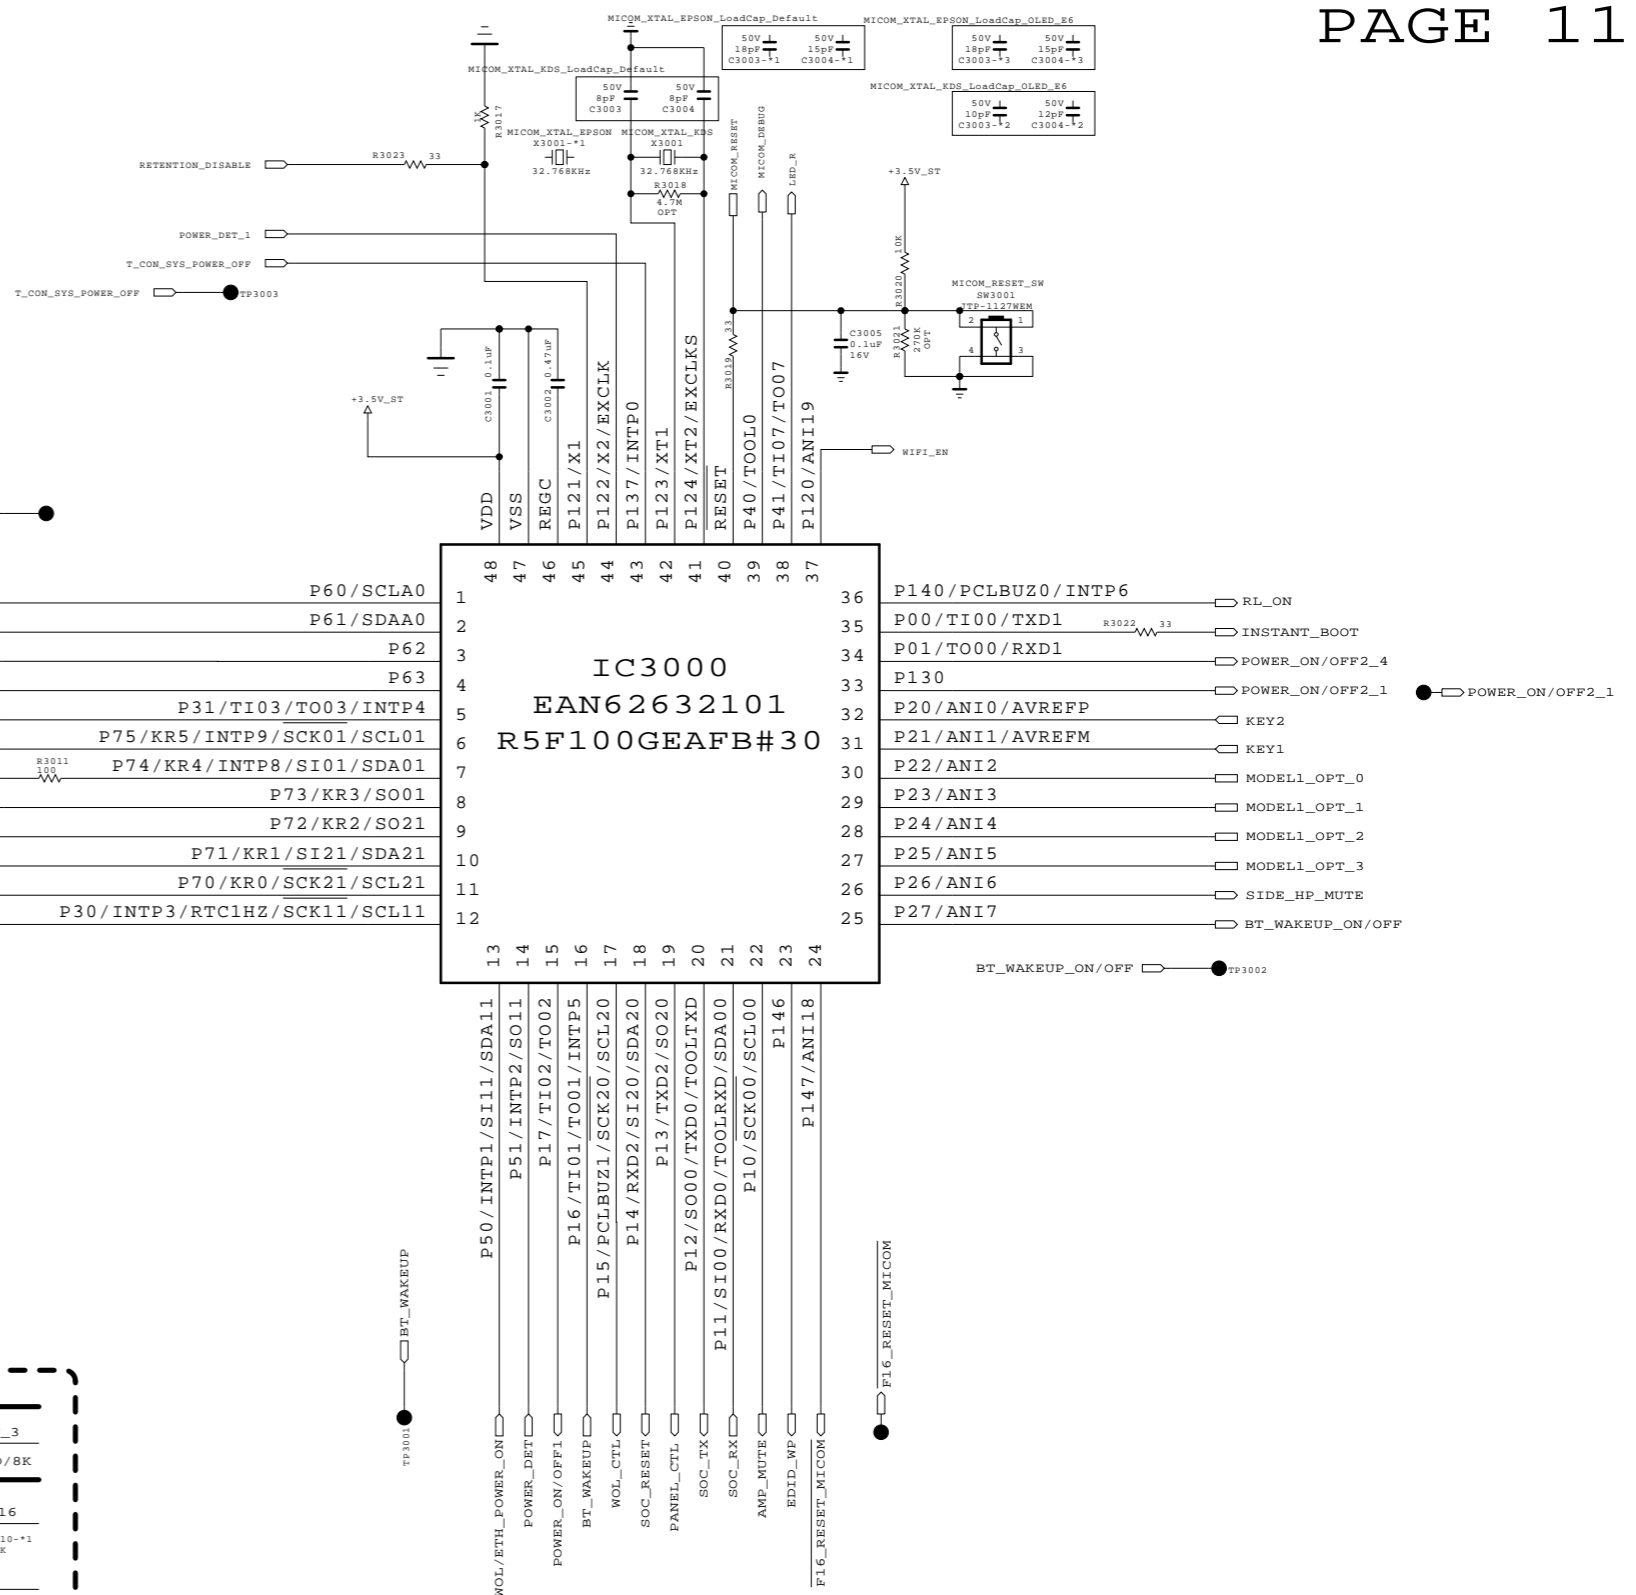 PAGE 11
MICOM_XTAL_EPSON_LoadCap_Default
50V
18pF
C3003-*1
50V
15pF
C3004-*1
MICOM_XTAL_EPSON_LoadCap_OLED_E6
50V
18pF
C3003-*3
50V
15pF
C3004-*3
MICOM_XTAL_KDS_LoadCap_Default
50V
8pF
C3003
50V
8pF
C3004
MICOM_XTAL_KDS_LoadCap_OLED_E6
50V
10pF
C3003-*2
50V
12pF
C3004-*2
1K
R3017
MICOM_XTAL_EPSON
X3001-*1
32.768KHz
MICOM_XTAL_KDS
X3001
32.768KHz
R3018
4.7M
OPT
MICOM_RESET
MICOM_DEBUG
LED_R
RETENTION_DISABLE
R3023 33
POWER_DET_1
T_CON_SYS_POWER_OFF
T_CON_SYS_POWER_OFF
TP3003
+3.5V_ST
R3020 10K
MICOM_RESET_SW
SW3001
JTP-1127WEM
2 1
4 3
R3019 33
C3005
0.1uF
16V
R3021
270K
OPT
+3.5V_ST
C3001 0.1uF
C3002 0.47uF
WIFI_EN
VDD
VSS
REGC
P121/X1
P122/X2/EXCLK
P137/INTP0
P123/XT1
P124/XT2/EXCLKS
RESET
P40/TOOL0
P41/TI07/TO07
P120/ANI19
48 47 46 45 44 43 42 41 40 39 38 37
IC3000
EAN62632101
R5F100GEAFB#30
P60/SCLA0 1
P61/SDAA0 2
P62 3
P63 4
P31/TI03/TO03/INTP4 5
P75/KR5/INTP9/SCK01/SCL01 6
R3011
100
P74/KR4/INTP8/SI01/SDA01 7
P73/KR3/SO01 8
P72/KR2/SO21 9
P71/KR1/SI21/SDA21 10
P70/KR0/SCK21/SCL21 11
P30/INTP3/RTC1HZ/SCK11/SCL11 12
36 P140/PCLBUZ0/INTP6 RL_ON
35 P00/TI00/TXD1 R3022 33 INSTANT_BOOT
34 P01/TO00/RXD1 POWER_ON/OFF2_4
33 P130 POWER_ON/OFF2_1
POWER_ON/OFF2_1
32 P20/ANI0/AVREFP KEY2
31 P21/ANI1/AVREFM KEY1
30 P22/ANI2 MODEL1_OPT_0
29 P23/ANI3 MODEL1_OPT_1
28 P24/ANI4 MODEL1_OPT_2
27 P25/ANI5 MODEL1_OPT_3
26 P26/ANI6 SIDE_HP_MUTE
25 P27/ANI7 BT_WAKEUP_ON/OFF
BT_WAKEUP_ON/OFF TP3002
13 14 15 16 17 18 19 20 21 22 23 24
P50/INTP1/SI11/SDA11
P51/INTP2/SO11
P17/TI02/TO02
P16/TI01/TO01/INTP5
P15/PCLBUZ1/SCK20/SCL20
P14/RXD2/SI20/SDA20
P13/TXD2/SO20
P12/SO00/TXD0/TOOLTXD
P11/SI00/RXD0/TOOLRXD/SDA00
P10/SCK00/SCL00
P146
P147/ANI18
BT_WAKEUP
TP3001
F16_RESET_MICOM
WOL/ETH_POWER_ON
POWER_DET
POWER_ON/OFF1
BT_WAKEUP
WOL_CTL
SOC_RESET
PANEL_CTL
SOC_TX
SOC_RX
AMP_MUTE
EDID_WP
F16_RESET_MICOM
_3
/8K
16
10-*1
K